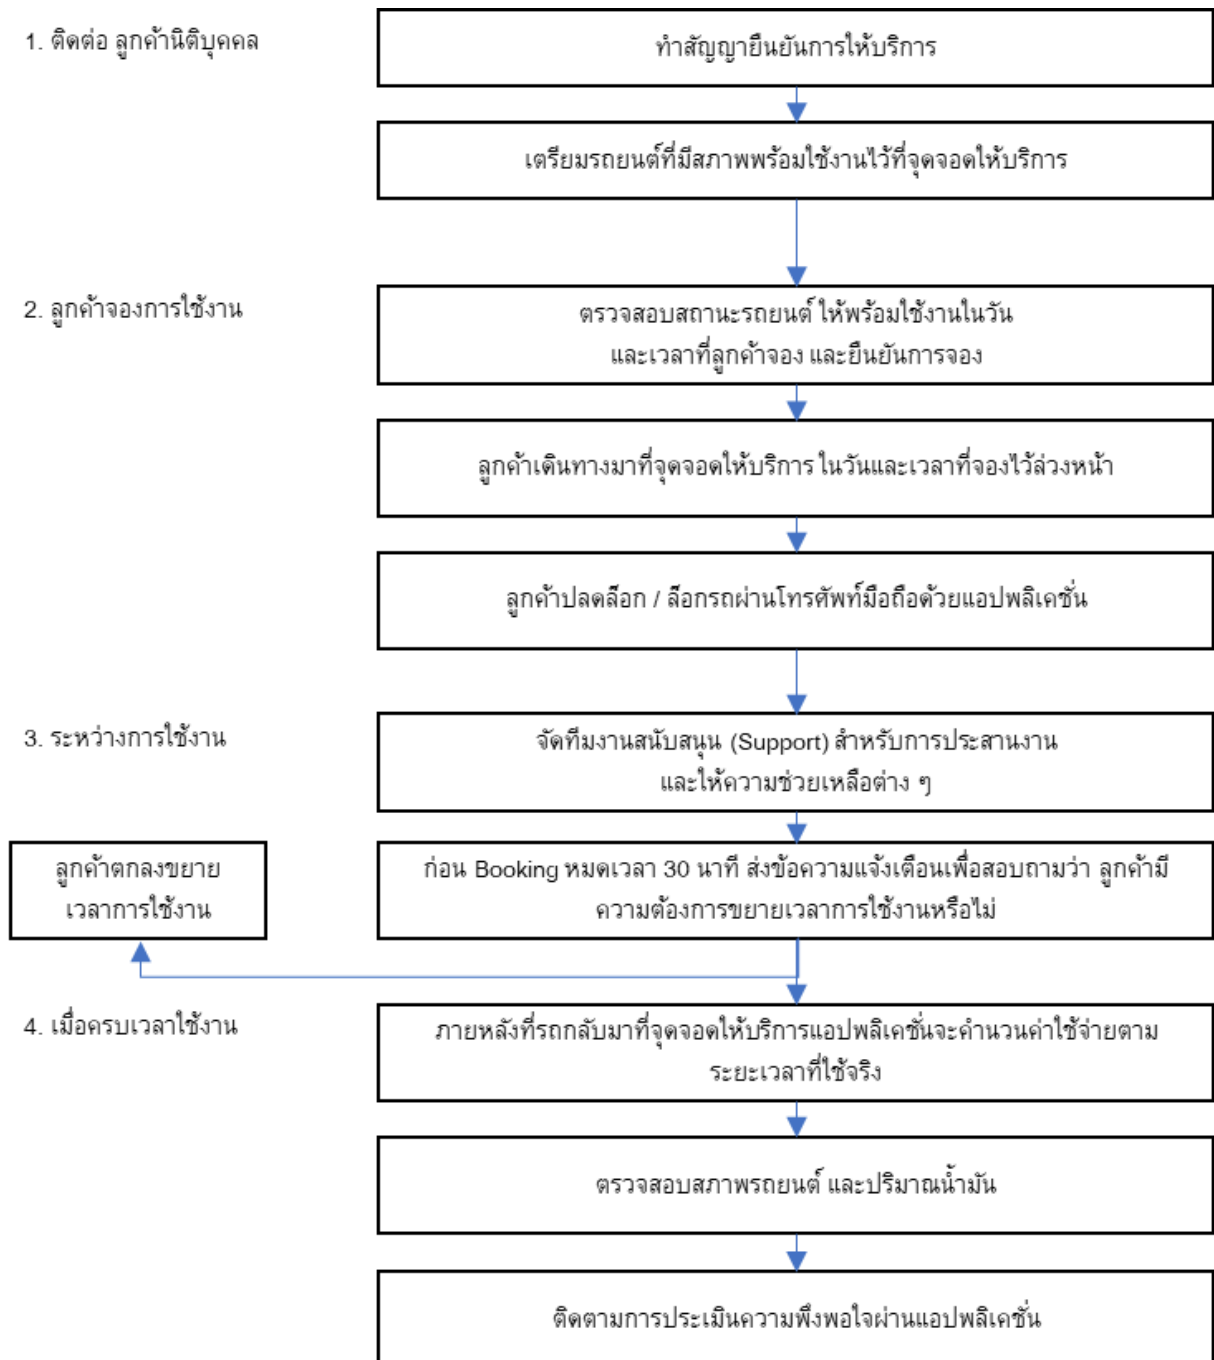 1. ติดต่อ ลูกค้านิติบุคคล
ทำสัญญายืนยันการให้บริการ
เตรียมรถยนต์ที่มีสภาพพร้อมใช้งานไว้ที่จุดจอดให้บริการ
2. ลูกค้าจองการใช้งาน
ตรวจสอบสถานะรถยนต์ ให้พร้อมใช้งานในวัน
และเวลาที่ลูกค้าจอง และยืนยันการจอง
ลูกค้าเดินทางมาที่จุดจอดให้บริการ ในวันและเวลาที่จองไว้ล่วงหน้า
ลูกค้าปลดล็อก / ล็อกรถผ่านโทรศัพท์มือถือด้วยแอปพลิเคชั่น
3. ระหว่างการใช้งาน
จัดทีมงานสนับสนุน (Support) สำหรับการประสานงาน
และให้ความช่วยเหลือต่าง ๆ
ลูกค้าตกลงขยาย
เวลาการใช้งาน
ก่อน Booking หมดเวลา 30 นาที ส่งข้อความแจ้งเตือนเพื่อสอบถามว่า ลูกค้ามี
ความต้องการขยายเวลาการใช้งานหรือไม่
4. เมื่อครบเวลาใช้งาน
ภายหลังที่รถกลับมาที่จุดจอดให้บริการแอปพลิเคชั่นจะคำนวนค่าใช้จ่ายตาม
ระยะเวลาที่ใช้จริง
ตรวจสอบสภาพรถยนต์ และปริมาณน้ำมัน
ติดตามการประเมินความพึงพอใจผ่านแอปพลิเคชั่น